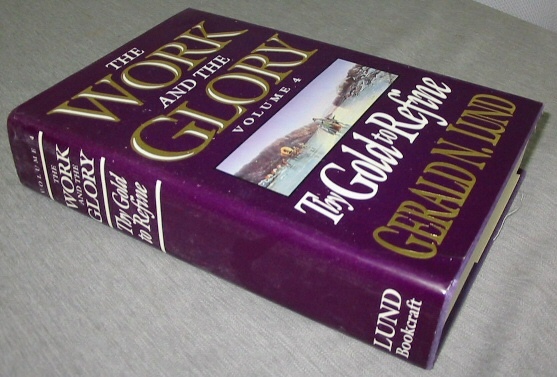 THE
WORK
AND THE
GLORY
VOLUME 4
Thy Gold to Refine
GERALD N. LUND
VOLUME 4
THE
WORK
AND THE
GLORY
Thy Gold
to Refine
LUND
Bookcraft